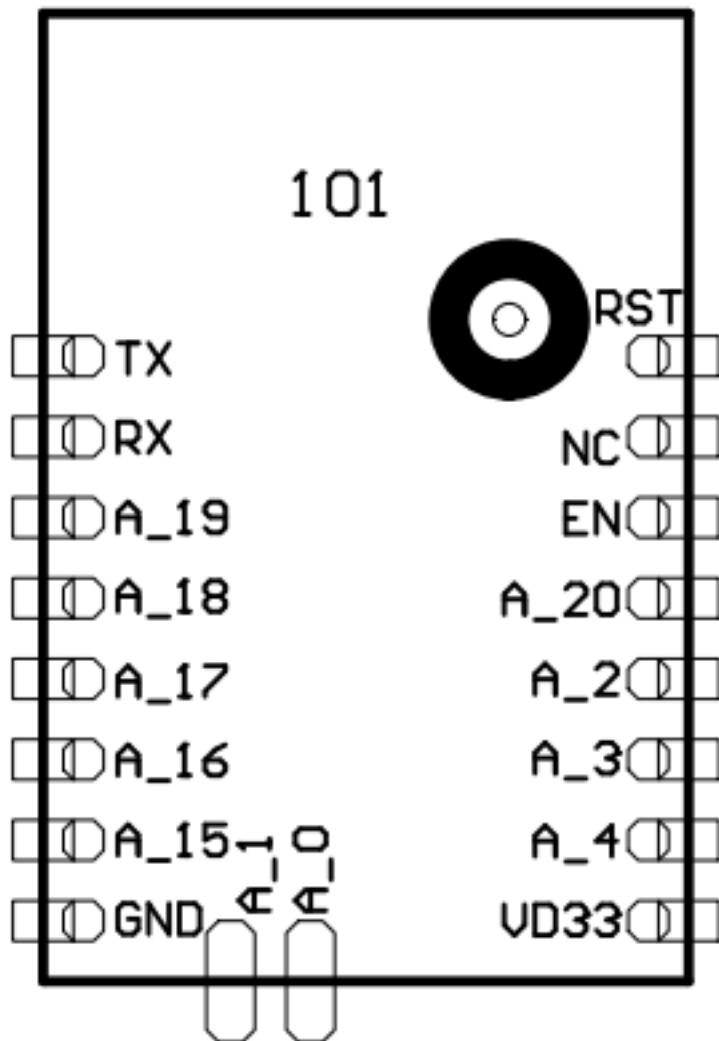 101
RST
TX
RX
NC
A_19
EN
A_18
A_20
A_17
A_2
A_16
A_3
A_15
A_4
A_1
A_0
GND
VD33